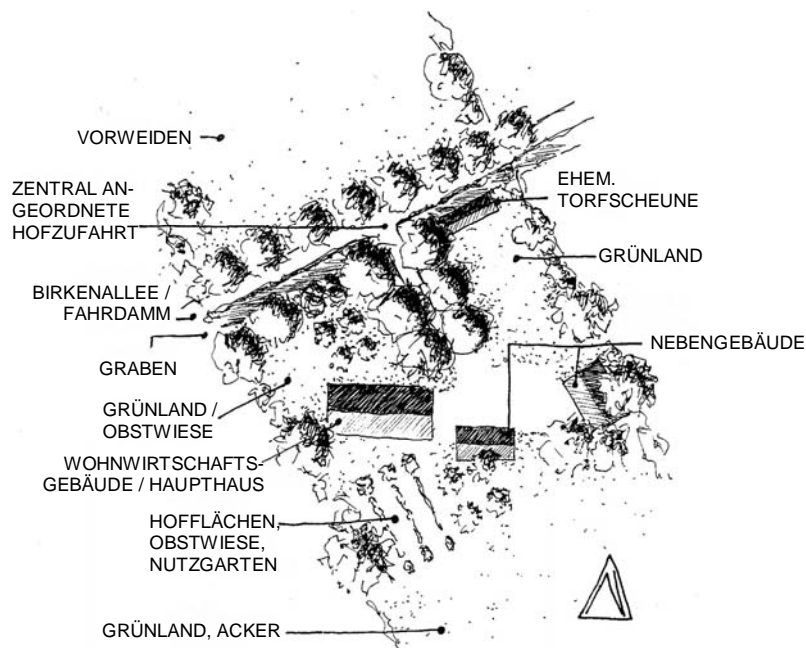 VORWEIDEN
ZENTRAL AN-
GEORDNETE
HOFZUFAHRT
EHEM.
TORFSCHEUNE
GRÜNLAND
BIRKENALLEE /
FAHRDAMM
NEBENGEBÄUDE
GRABEN
GRÜNLAND /
OBSTWIESE
WOHNWIRTSCHAFTS-
GEBÄUDE / HAUPTHAUS
HOFFLÄCHEN,
OBSTWIESE,
NUTZGARTEN
GRÜNLAND, ACKER